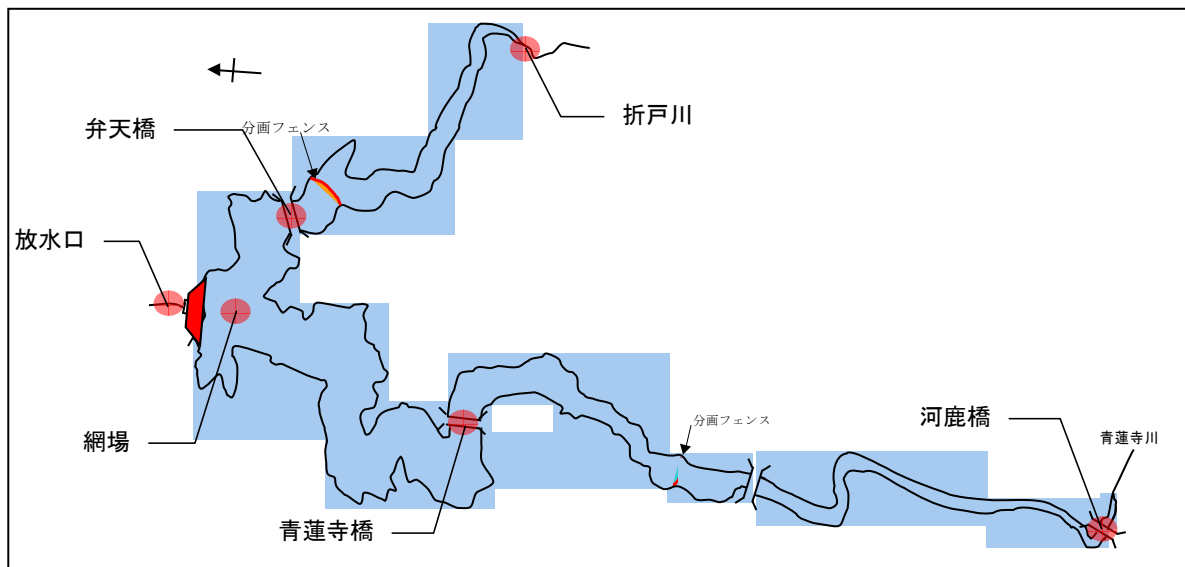 折戸川
弁天橋
分画フェンス
放水口
網場
青蓮寺橋
分画フェンス
河鹿橋
青蓮寺川